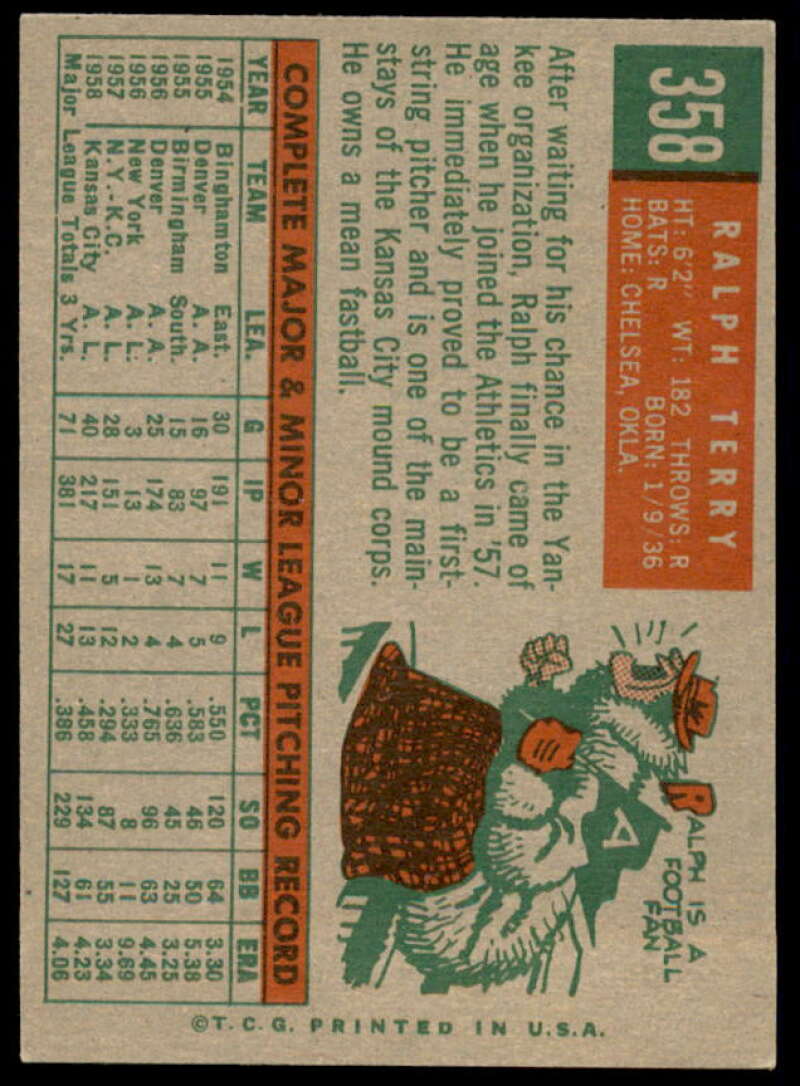 358
RALPH TERRY
HT: 6'2" WT: 182 THROWS: R
BATS: R BORN: 1/9/36
HOME: CHELSEA, OKLA.
After waiting for his chance in the Yan-
kee organization, Ralph finally came of
age when he joined the Athletics in '57.
He immediately proved to be a first-
string pitcher and is one of the main-
stays of the Kansas City mound corps.
He owns a mean fastball.
RALPH IS A
FOOTBALL
FAN
A
COMPLETE MAJOR & MINOR LEAGUE PITCHING RECORD
YEAR TEAM LEA. G IP W L PCT SO BB ERA
1954 Binghamton East. 30 191 11 9 .550 120 64 3.30
1955 Denver A. A. 16 97 7 5 .583 46 50 5.38
1955 Birmingham South. 15 83 7 4 .636 45 25 3.25
1956 Denver A. A. 25 174 13 4 .765 96 63 4.45
1956 New York A. L. 3 13 1 2 .333 8 11 9.69
1957 N.Y.-K.C. A. L. 28 151 5 12 .294 87 55 3.34
1958 Kansas City A. L. 40 217 11 13 .458 134 61 4.23
Major League Totals 3 Yrs. 71 381 17 27 .386 229 127 4.06
©T.C.G. PRINTED IN U.S.A.